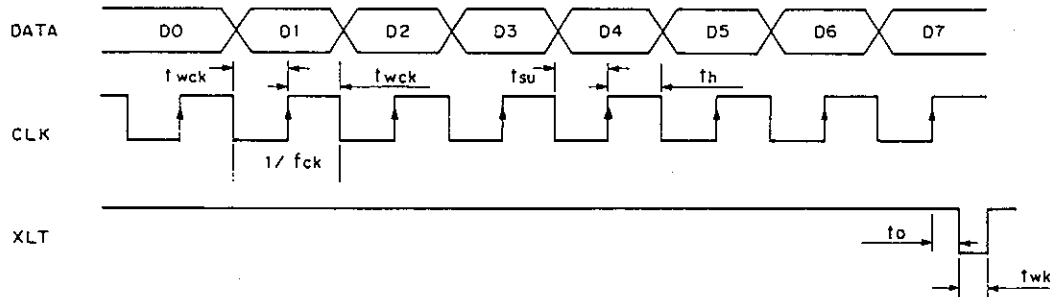 DATA D0 D1 D2 D3 D4 D5 D6 D7
twck twck tsu th
CLK
1/fck
XLT
to
twk